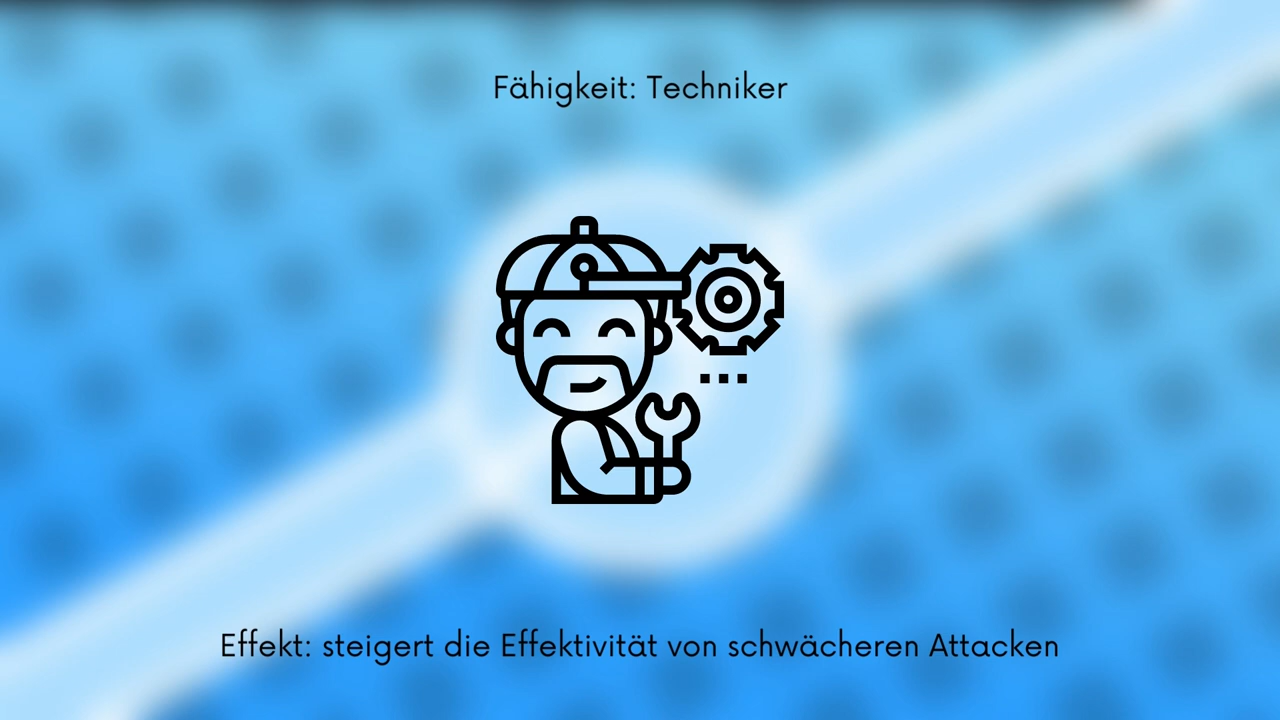 Fähigkeit: Techniker
Effekt: steigert die Effektivität von schwächeren Attacken